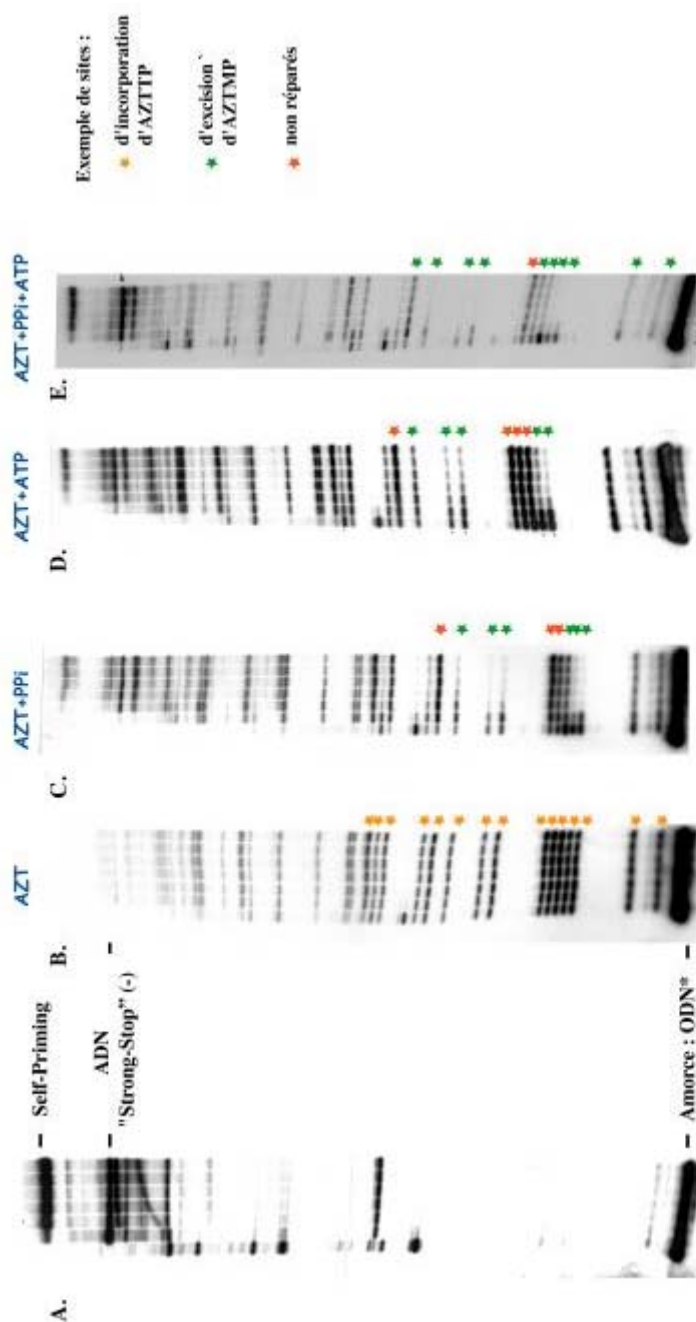 A.
Self-Priming
ADN
"Strong-Stop" (-)
Amorce : ODN*
B.
AZT
C.
AZT+PPi
D.
AZT+ATP
E.
AZT+PPi+ATP
Exemple de sites :
d'incorporation
d'AZTTP
d'excision`
d'AZTMP
non réparés